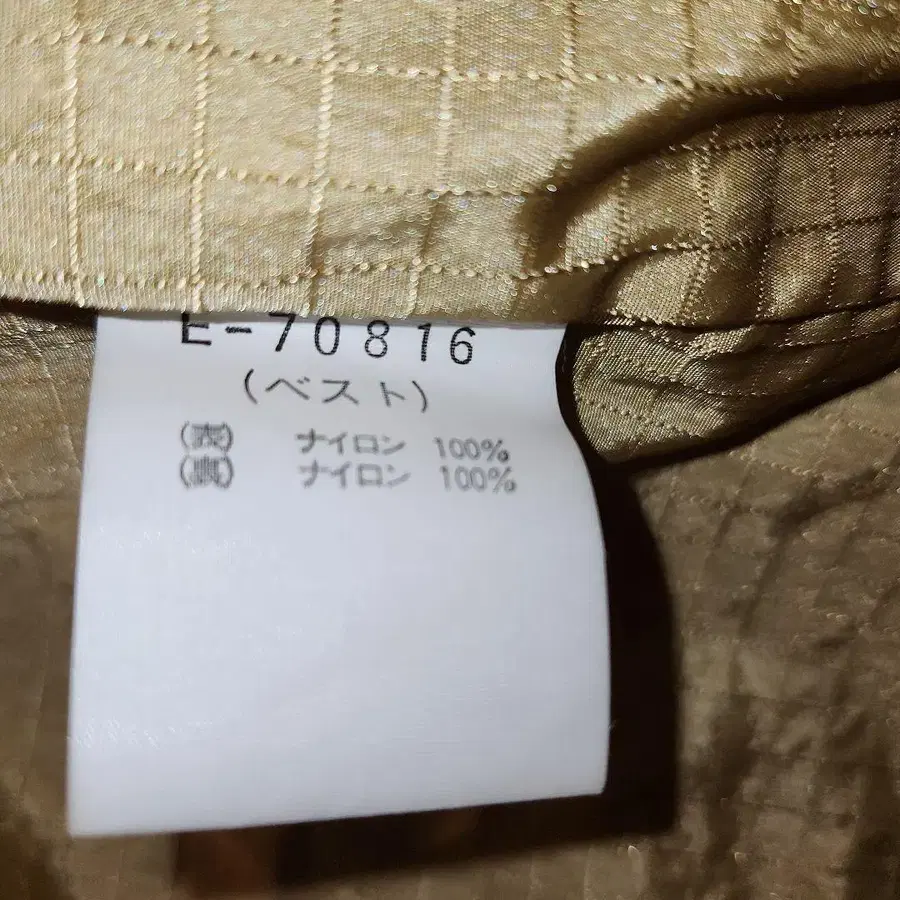 E-70816
(ベスト)
(表) ナイロン 100%
(裏) ナイロン 100%